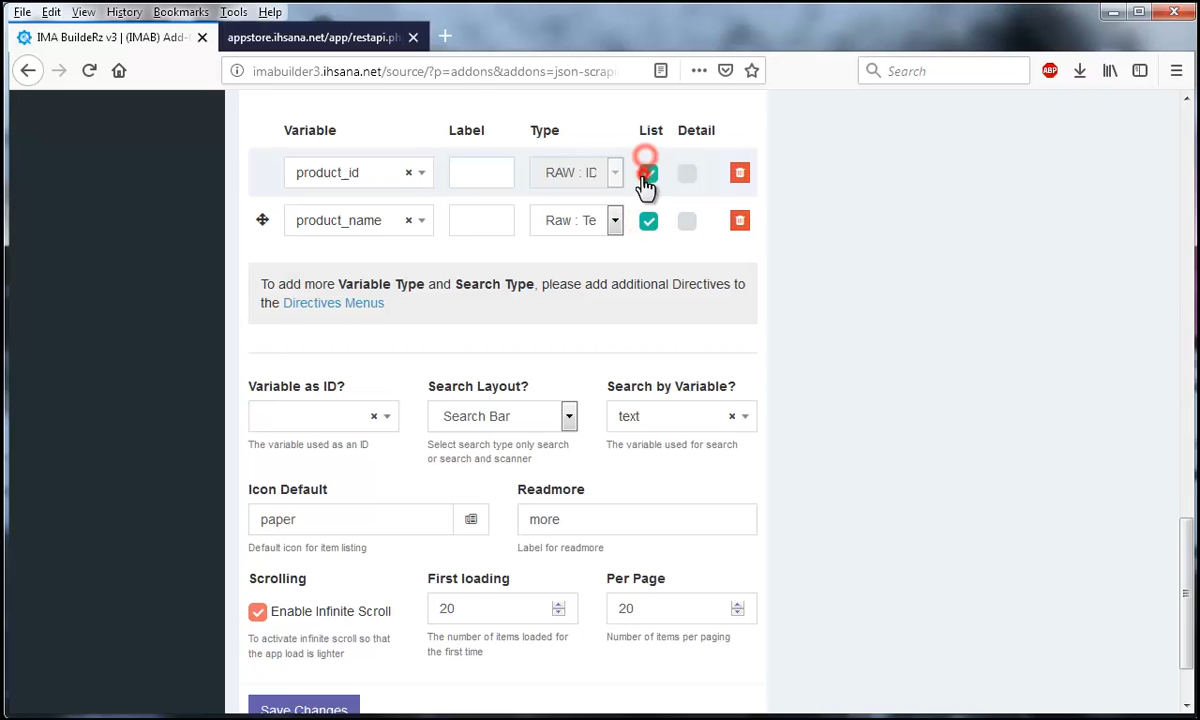 File Edit View History Bookmarks Tools Help
IMA BuildeRz v3 | (IMAB) Add-
appstore.ihsana.net/app/restapi.ph
imabuilder3.ihsana.net/source/?p=addons&addons=json-scrap
Search
ABP
Variable Label Type List Detail
product_id RAW : ID
product_name Raw : Te
To add more Variable Type and Search Type, please add additional Directives to
the Directives Menus
Variable as ID? Search Layout? Search by Variable?
Search Bar text
The variable used as an ID Select search type only search The variable used for search
or search and scanner
Icon Default Readmore
paper more
Default icon for item listing Label for readmore
Scrolling First loading Per Page
Enable Infinite Scroll 20 20
To activate infinite scroll so that The number of items loaded for Number of items per paging
the app load is lighter the first time
Save Changes